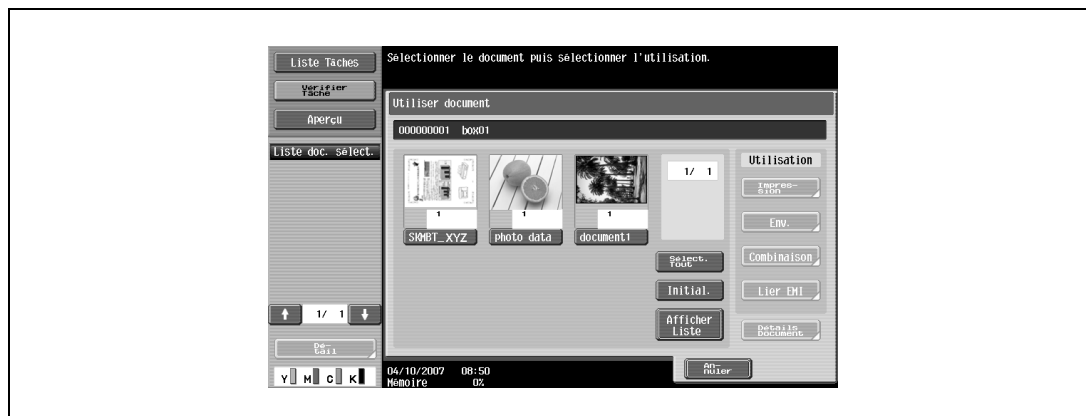 Liste Tâches
Vérifier
Tâche
Aperçu
Liste doc. sélect.
1/ 1
Dé-
tail
Y M C K
Sélectionner le document puis sélectionner l'utilisation.
Utiliser document
000000001 box01
1
SKMBT_XYZ
1
photo data
1
document1
1/ 1
Sélect.
Tout
Initial.
Afficher
Liste
Utilisation
Impres-
sion
Env.
Combinaison
Lier EMI
Détails
Document
An-
nuler
04/10/2007 08:50
Mémoire 0%